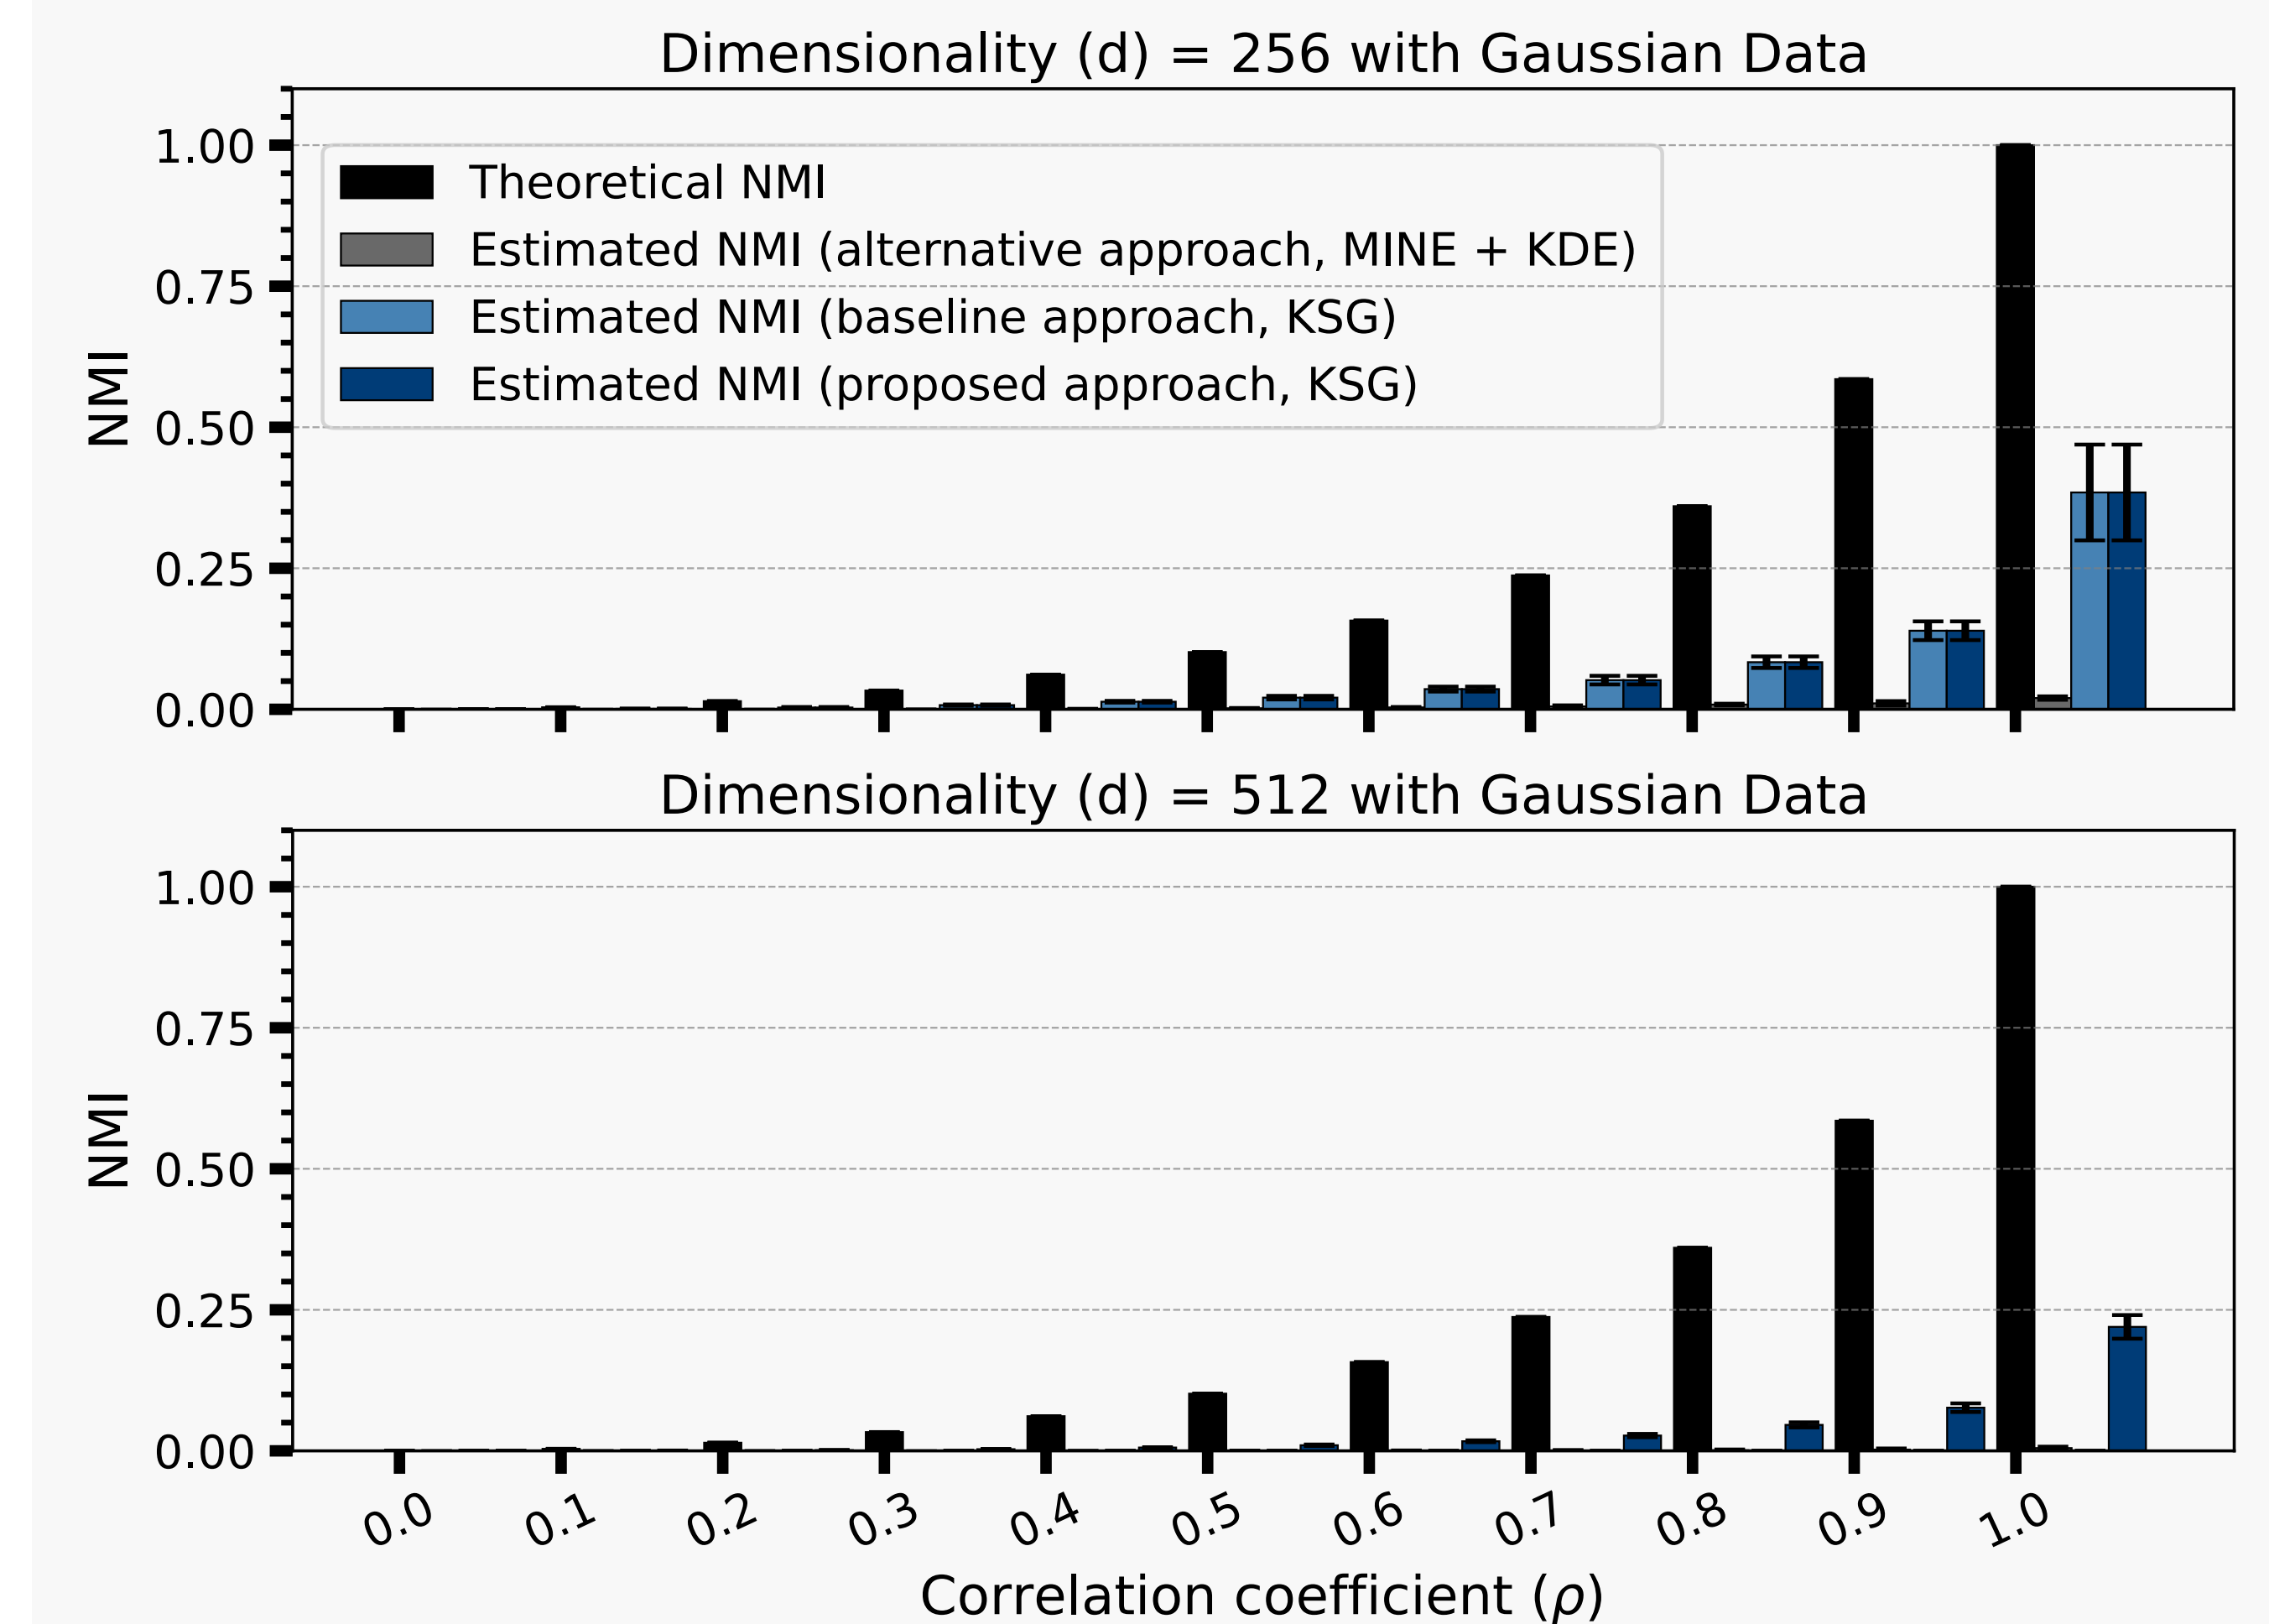 Dimensionality (d) = 256 with Gaussian Data
1.00
0.75
0.50
0.25
0.00
NMI
Theoretical NMI
Estimated NMI (alternative approach, MINE + KDE)
Estimated NMI (baseline approach, KSG)
Estimated NMI (proposed approach, KSG)
Dimensionality (d) = 512 with Gaussian Data
1.00
0.75
0.50
0.25
0.00
NMI
0.0 0.1 0.2 0.3 0.4 0.5 0.6 0.7 0.8 0.9 1.0
Correlation coefficient (ρ)